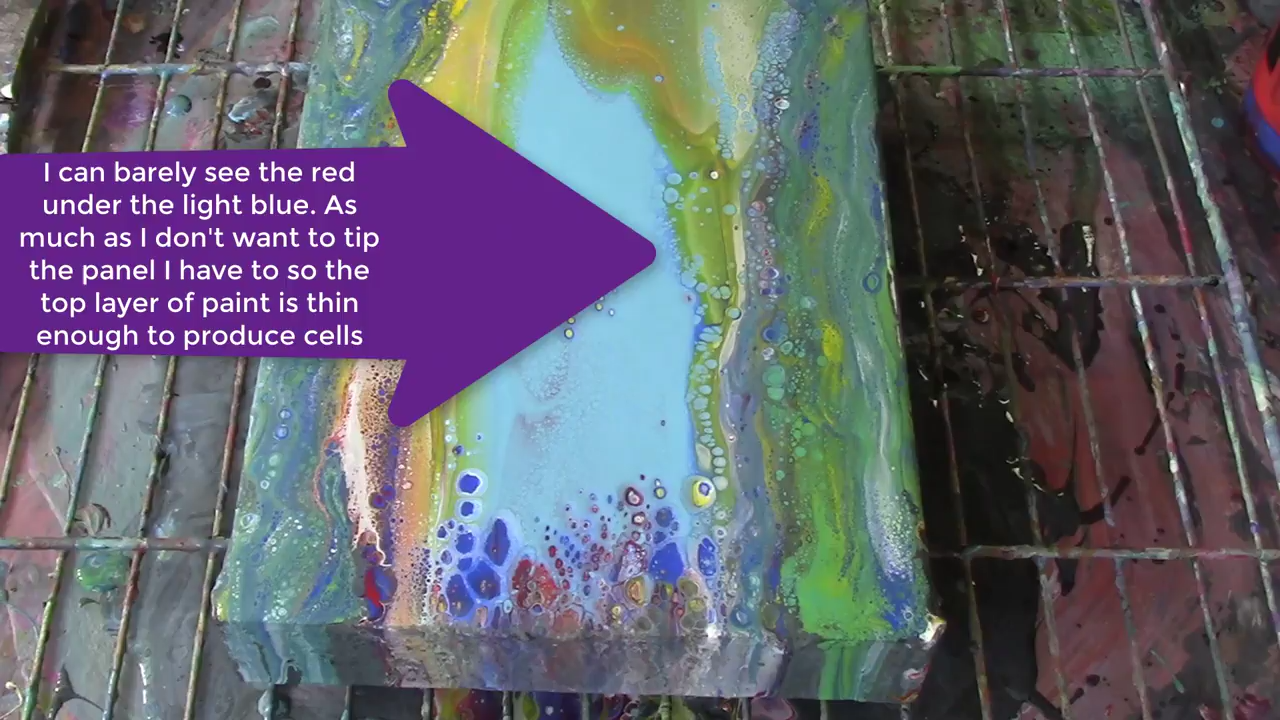 I can barely see the red
under the light blue. As
much as I don't want to tip
the panel I have to so the
top layer of paint is thin
enough to produce cells